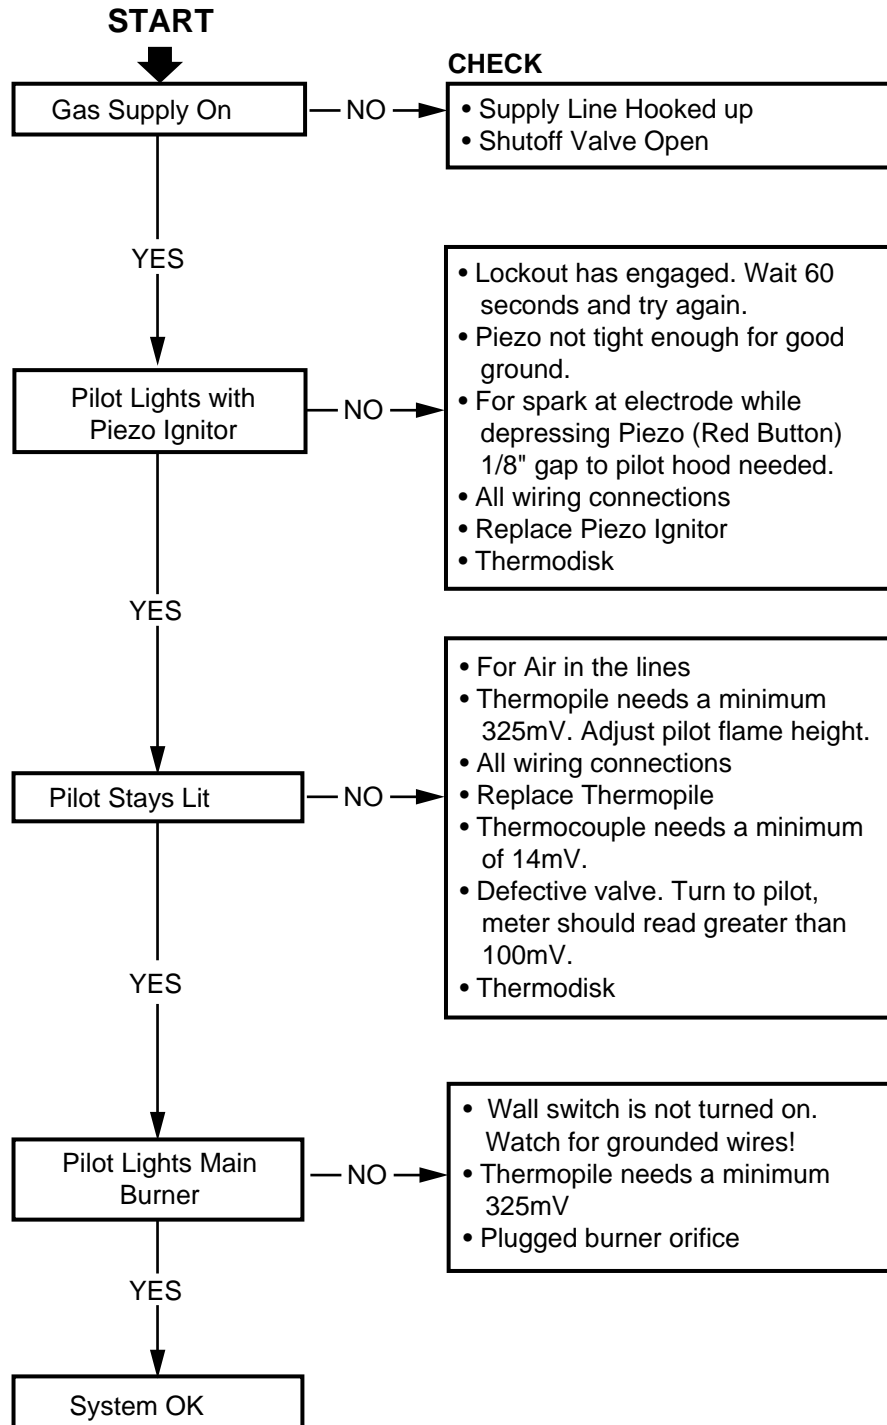 START
CHECK
Gas Supply On
NO
• Supply Line Hooked up
• Shutoff Valve Open
YES
Pilot Lights with
Piezo Ignitor
NO
• Lockout has engaged. Wait 60
seconds and try again.
• Piezo not tight enough for good
ground.
• For spark at electrode while
depressing Piezo (Red Button)
1/8" gap to pilot hood needed.
• All wiring connections
• Replace Piezo Ignitor
• Thermodisk
YES
Pilot Stays Lit
NO
• For Air in the lines
• Thermopile needs a minimum
325mV. Adjust pilot flame height.
• All wiring connections
• Replace Thermopile
• Thermocouple needs a minimum
of 14mV.
• Defective valve. Turn to pilot,
meter should read greater than
100mV.
• Thermodisk
YES
Pilot Lights Main
Burner
NO
• Wall switch is not turned on.
Watch for grounded wires!
• Thermopile needs a minimum
325mV
• Plugged burner orifice
YES
System OK